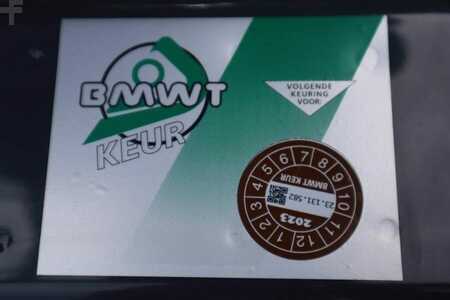 BMWT
KEUR
VOLGENDE
KEURING
VOOR:
1 2 3 4 5 6 7 8 9 10 11 12
BMWT KEUR
23.131.582
2023